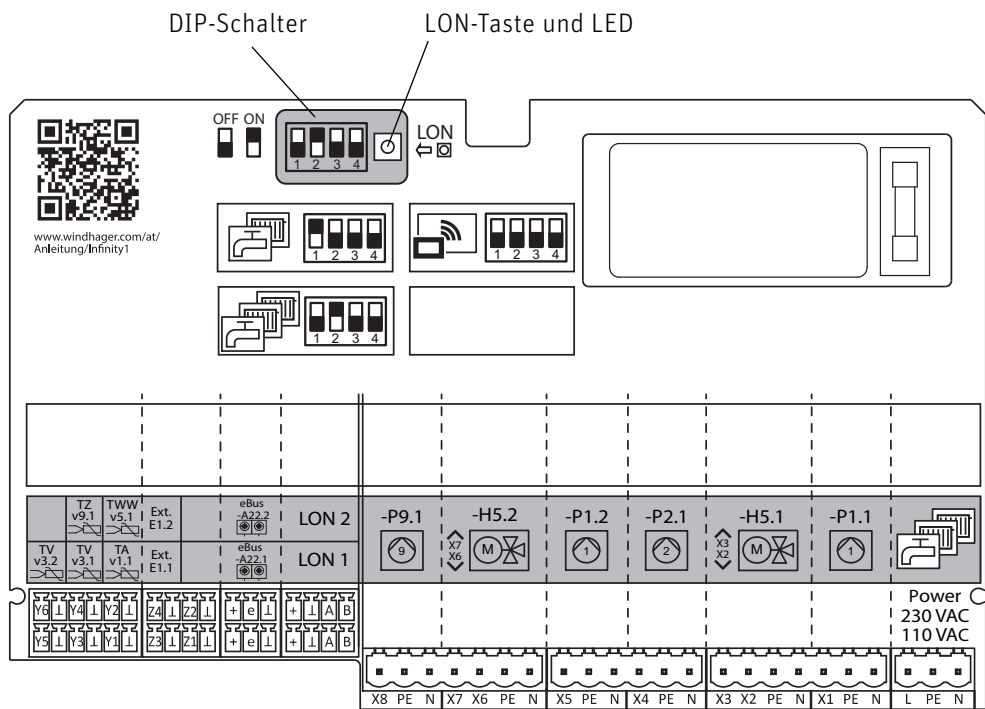 DIP-Schalter
LON-Taste und LED
OFF ON
1 2 3 4
LON
www.windhager.com/at/
Anleitung/Infinity1
1 2 3 4
1 2 3 4
1 2 3 4
TZ
v9.1
TWW
v5.1
Ext.
E1.2
eBus
-A22.2
LON 2
TV
v3.2
TV
v3.1
TA
v1.1
Ext.
E1.1
eBus
-A22.1
LON 1
-P9.1
9
-H5.2
X7
X6
M
-P1.2
1
-P2.1
2
-H5.1
X3
X2
M
-P1.1
1
Power
230 VAC
110 VAC
Y6 ⊥ Y4 ⊥ Y2 ⊥ Z4 ⊥ Z2 ⊥ + e ⊥ + ⊥ A B
Y5 ⊥ Y3 ⊥ Y1 ⊥ Z3 ⊥ Z1 ⊥ + e ⊥ + ⊥ A B
X8 PE N X7 X6 PE N X5 PE N X4 PE N X3 X2 PE N X1 PE N L PE N